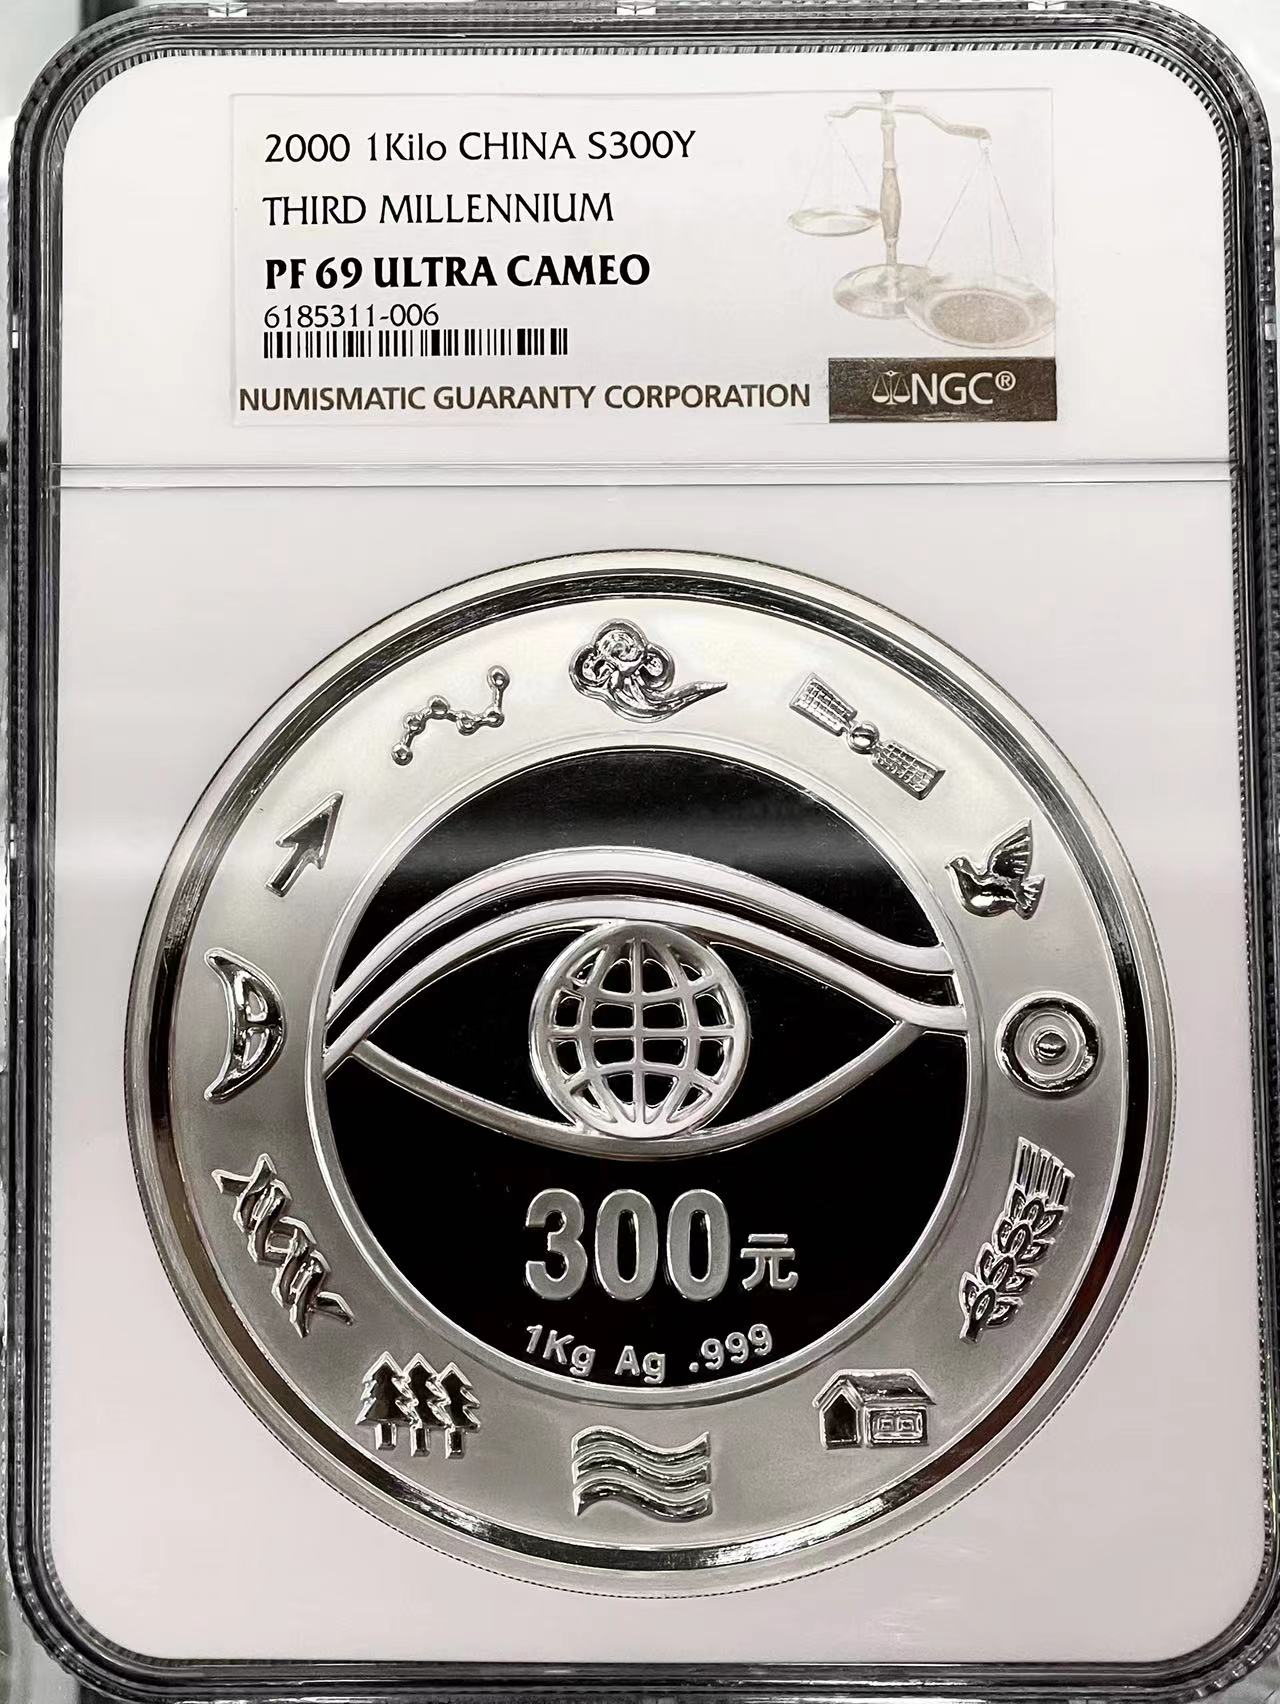 2000 1Kilo CHINA S300Y
THIRD MILLENNIUM
PF 69 ULTRA CAMEO
6185311-006
NUMISMATIC GUARANTY CORPORATION
NGC®
300元
1Kg Ag .999